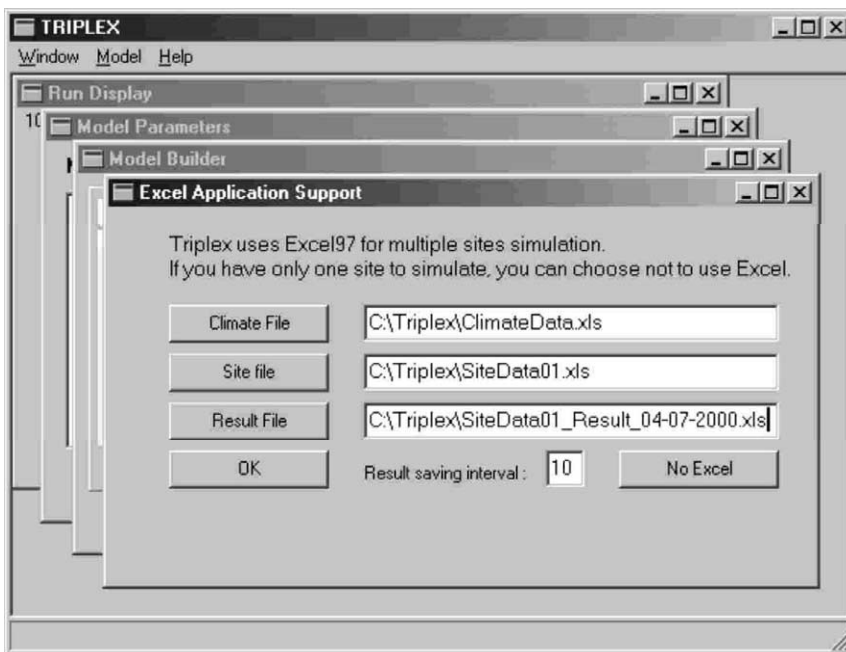 TRIPLEX
Window Model Help
Run Display
10
Model Parameters
Model Builder
Excel Application Support
Triplex uses Excel97 for multiple sites simulation.
If you have only one site to simulate, you can choose not to use Excel.
Climate File C:\Triplex\ClimateData.xls
Site file C:\Triplex\SiteData01.xls
Result File C:\Triplex\SiteData01_Result_04-07-2000.xls
OK Result saving interval : 10 No Excel